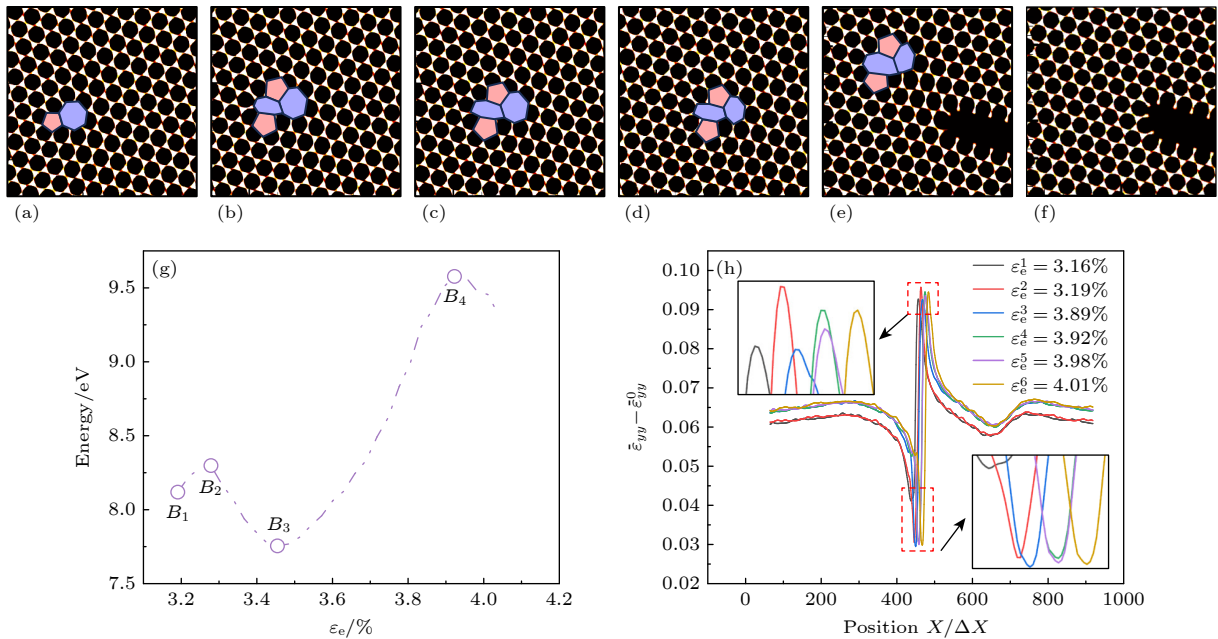 (a) (b) (c) (d) (e) (f)
(g)
Energy/eV
9.5
9.0
8.5
8.0
7.5
B₁
B₂
B₃
B₄
3.2 3.4 3.6 3.8 4.0 4.2
εₑ/%
(h)
ε̄yy−ε̄⁰yy
0.10
0.09
0.08
0.07
0.06
0.05
0.04
0.03
0.02
ε¹ₑ = 3.16%
ε²ₑ = 3.19%
ε³ₑ = 3.89%
ε⁴ₑ = 3.92%
ε⁵ₑ = 3.98%
ε⁶ₑ = 4.01%
0 200 400 600 800 1000
Position X/ΔX